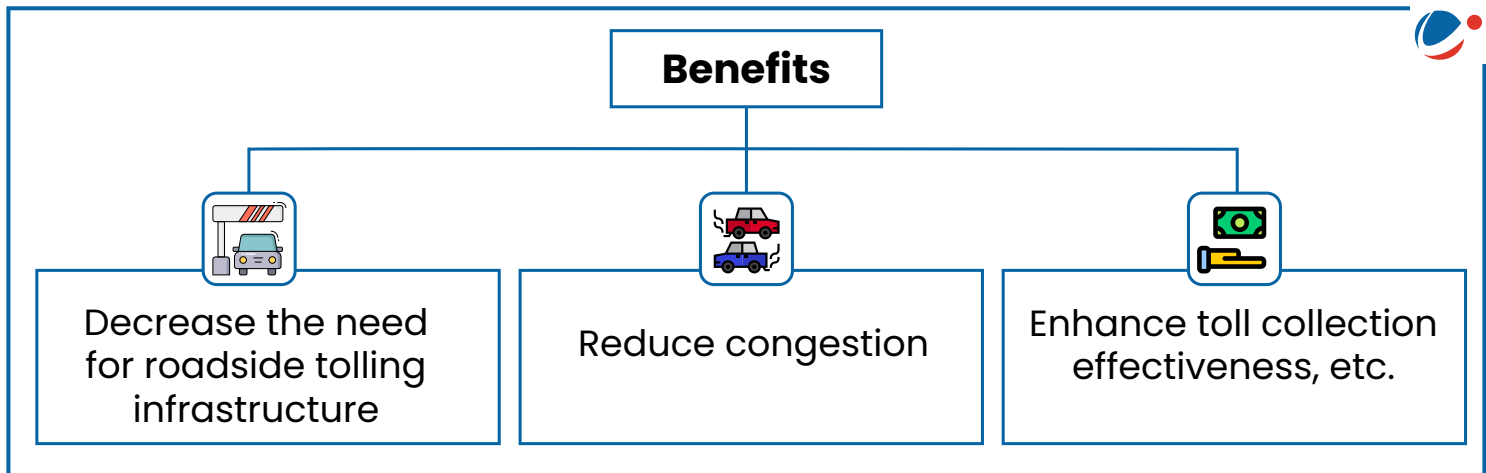 Benefits
Decrease the need
for roadside tolling
infrastructure
Reduce congestion
Enhance toll collection
effectiveness, etc.